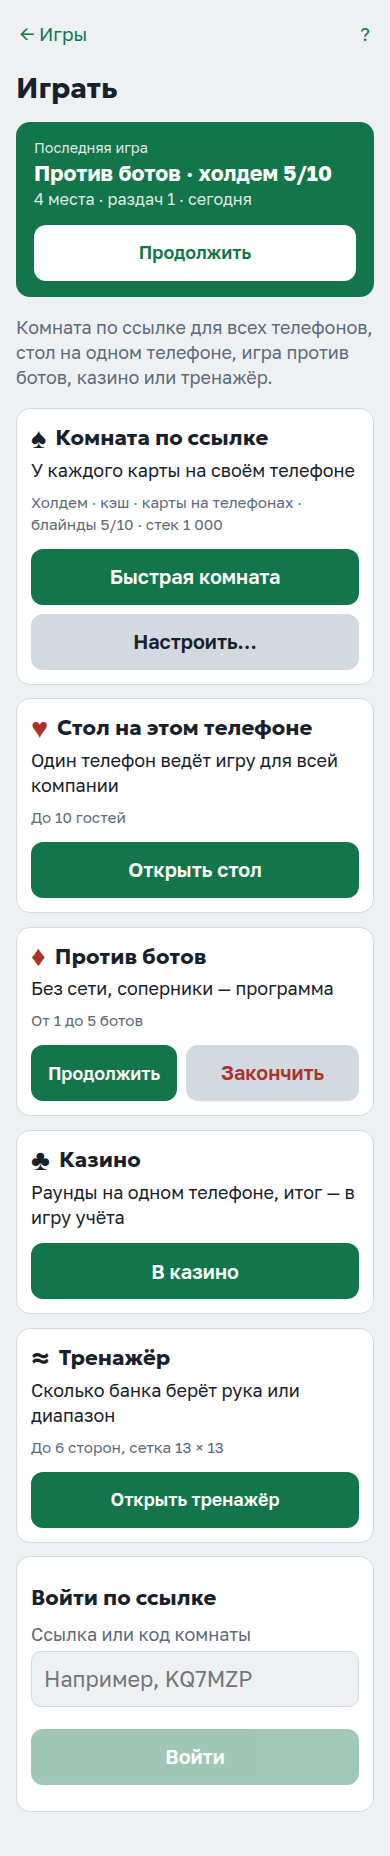 ← Игры
?
Играть
Последняя игра
Против ботов · холдем 5/10
4 места · раздач 1 · сегодня
Продолжить
Комната по ссылке для всех телефонов,
стол на одном телефоне, игра против
ботов, казино или тренажёр.
♠ Комната по ссылке
У каждого карты на своём телефоне
Холдем · кэш · карты на телефонах ·
блайнды 5/10 · стек 1 000
Быстрая комната
Настроить...
♥ Стол на этом телефоне
Один телефон ведёт игру для всей
компании
До 10 гостей
Открыть стол
♦ Против ботов
Без сети, соперники — программа
От 1 до 5 ботов
Продолжить
Закончить
♣ Казино
Раунды на одном телефоне, итог — в
игру учёта
В казино
≈ Тренажёр
Сколько банка берёт рука или
диапазон
До 6 сторон, сетка 13 × 13
Открыть тренажёр
Войти по ссылке
Ссылка или код комнаты
Например, KQ7MZP
Войти